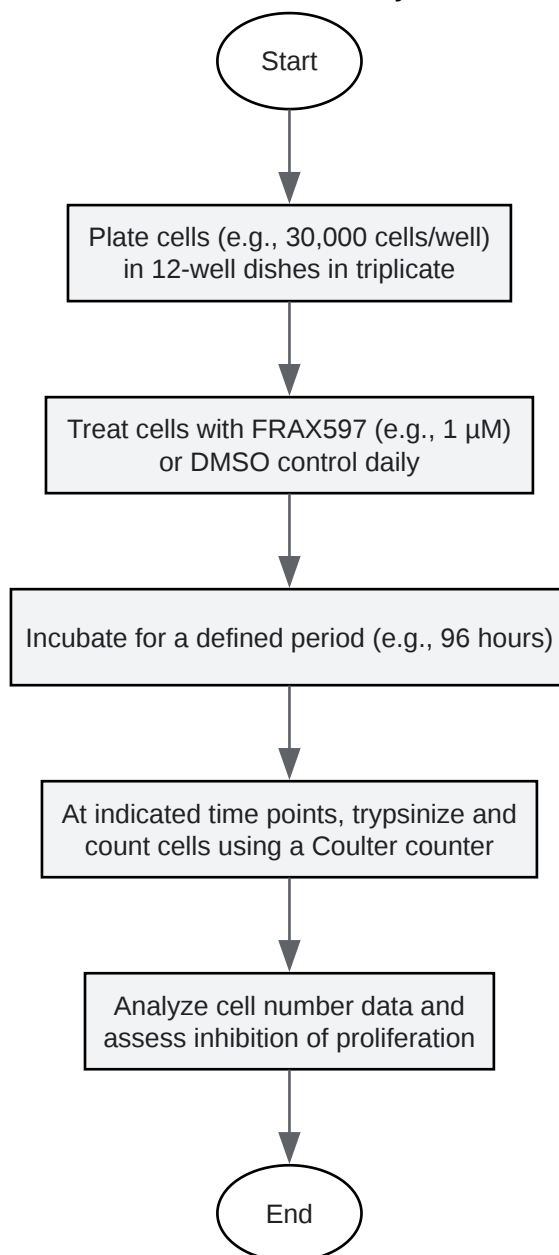 Start
Plate cells (e.g., 30,000 cells/well)
in 12-well dishes in triplicate
Treat cells with FRAX597 (e.g., 1 µM)
or DMSO control daily
Incubate for a defined period (e.g., 96 hours)
At indicated time points, trypsinize and
count cells using a Coulter counter
Analyze cell number data and
assess inhibition of proliferation
End